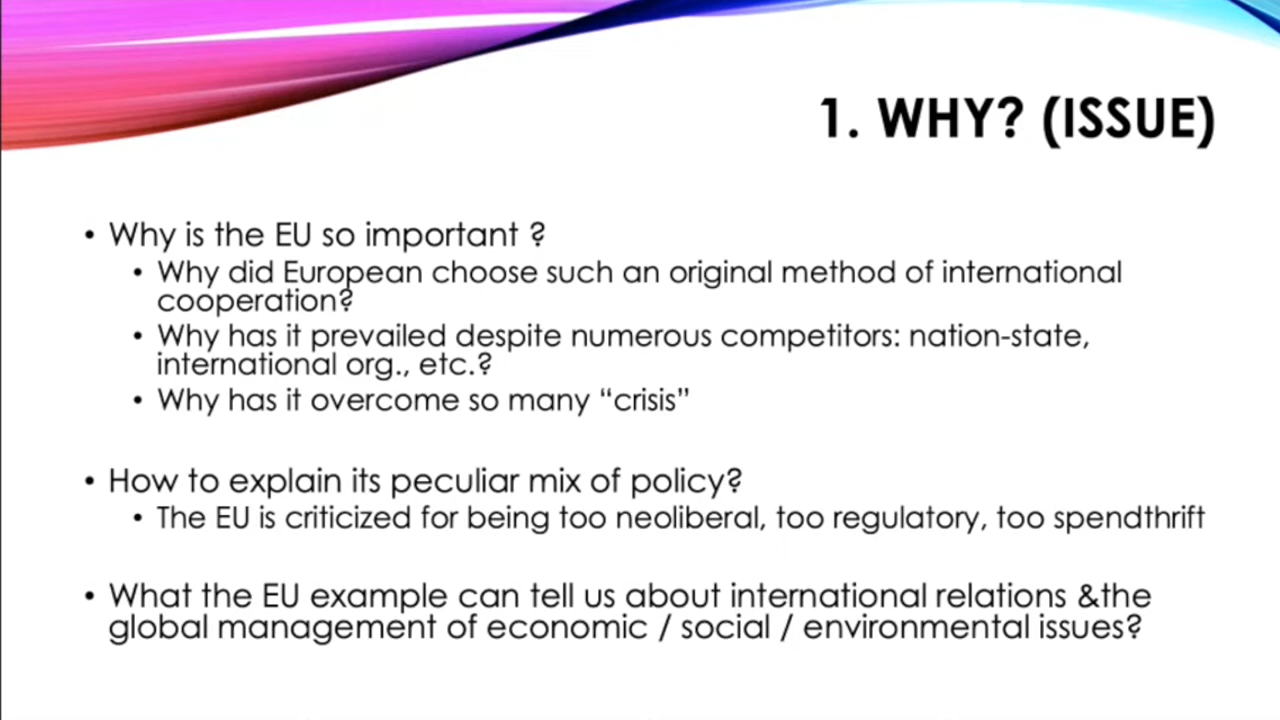 1. WHY? (ISSUE)
• Why is the EU so important ?
• Why did European choose such an original method of international
cooperation?
• Why has it prevailed despite numerous competitors: nation-state,
international org., etc.?
• Why has it overcome so many “crisis”
• How to explain its peculiar mix of policy?
• The EU is criticized for being too neoliberal, too regulatory, too spendthrift
• What the EU example can tell us about international relations &the
global management of economic / social / environmental issues?